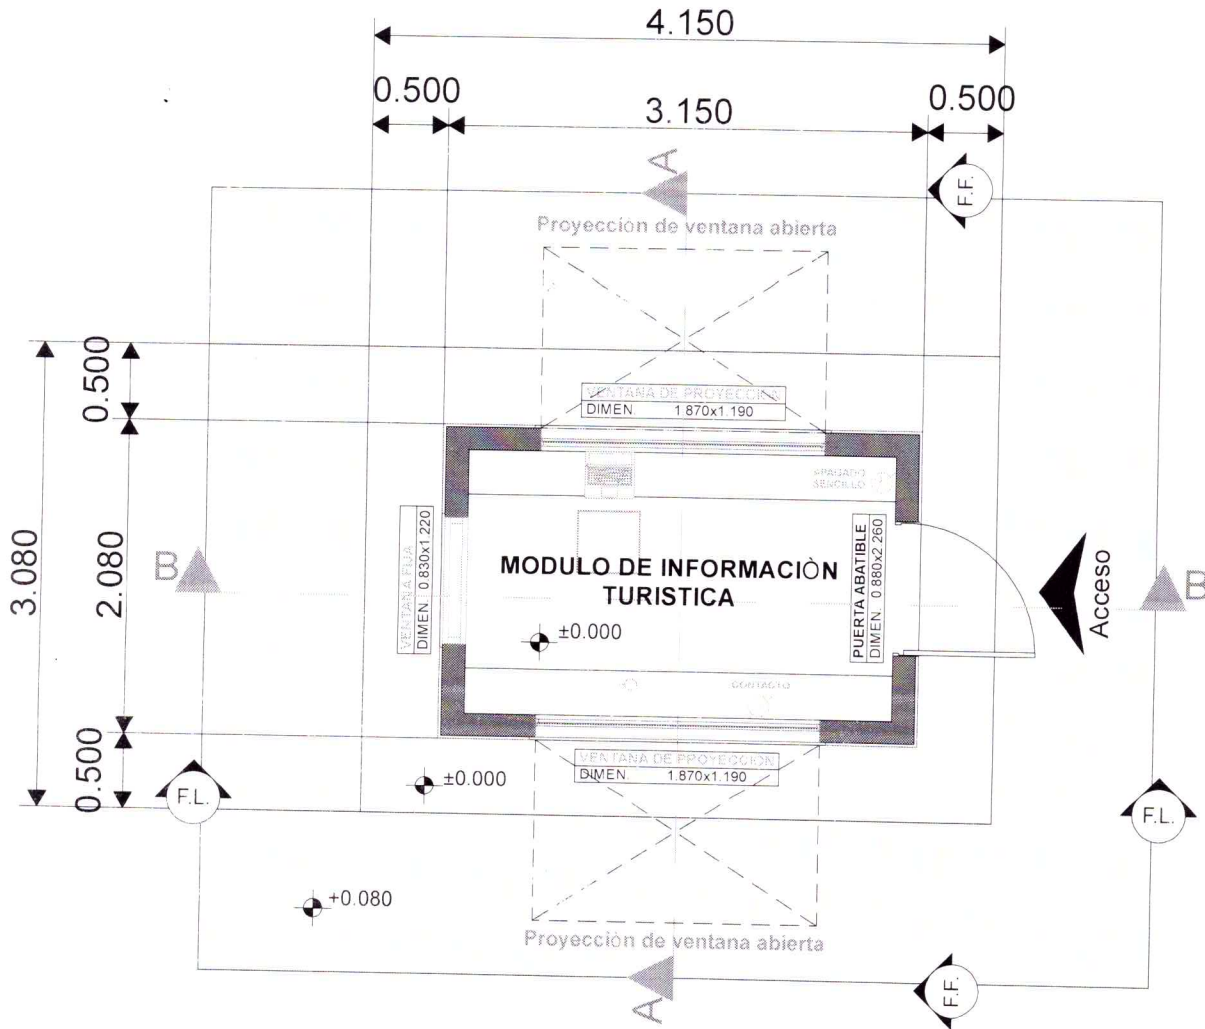 4.150
0.500
3.150
0.500
A
F.F.
Proyección de ventana abierta
0.500
VENTANA DE PROYECCION
DIMEN 1.870x1.190
APAGADO
SENCILLO
3.080
2.080
B
VENTANA FIJA
DIMEN. 0.830x1.220
MODULO DE INFORMACIÒN
TURISTICA
PUERTA ABATIBLE
DIMEN. 0.880x2.260
Acceso
B
±0.000
CONTACTO
0.500
VENTANA DE PROYECCION
DIMEN 1.870x1.190
±0.000
F.L.
F.L.
+0.080
Proyección de ventana abierta
A
F.F.